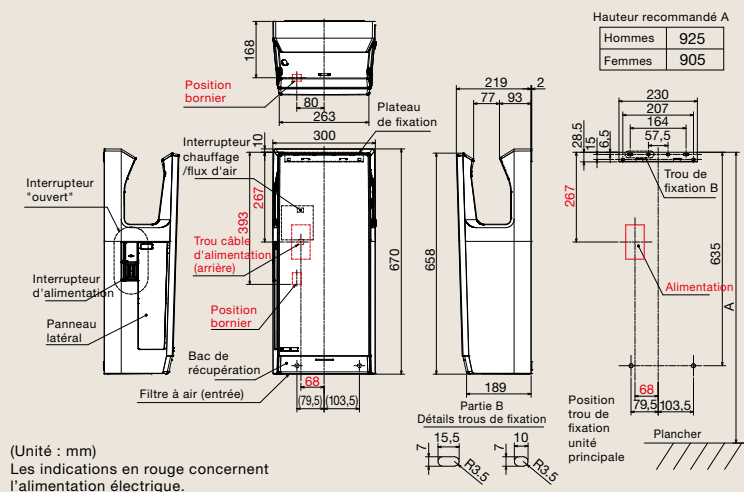 Hauteur recommandé A
Hommes 925
Femmes 905
168
Position
bornier
80
263
Plateau
de fixation
219
2
77
93
230
207
164
57,5
28.5
15
6,5
Trou de
fixation B
10
300
Interrupteur
chauffage
/flux d'air
Interrupteur
"ouvert"
267
393
267
Trou câble
d'alimentation
(arrière)
670
658
635
A
Interrupteur
d'alimentation
Alimentation
Position
bornier
Panneau
latéral
Bac de
récupération
Filtre à air (entrée)
68
(79,5)
(103,5)
189
68
79,5
103,5
Partie B
Détails trous de fixation
15,5
7
R3.5
10
7
R3.5
Position
trou de
fixation
unité
principale
Plancher
(Unité : mm)
Les indications en rouge concernent
l'alimentation électrique.